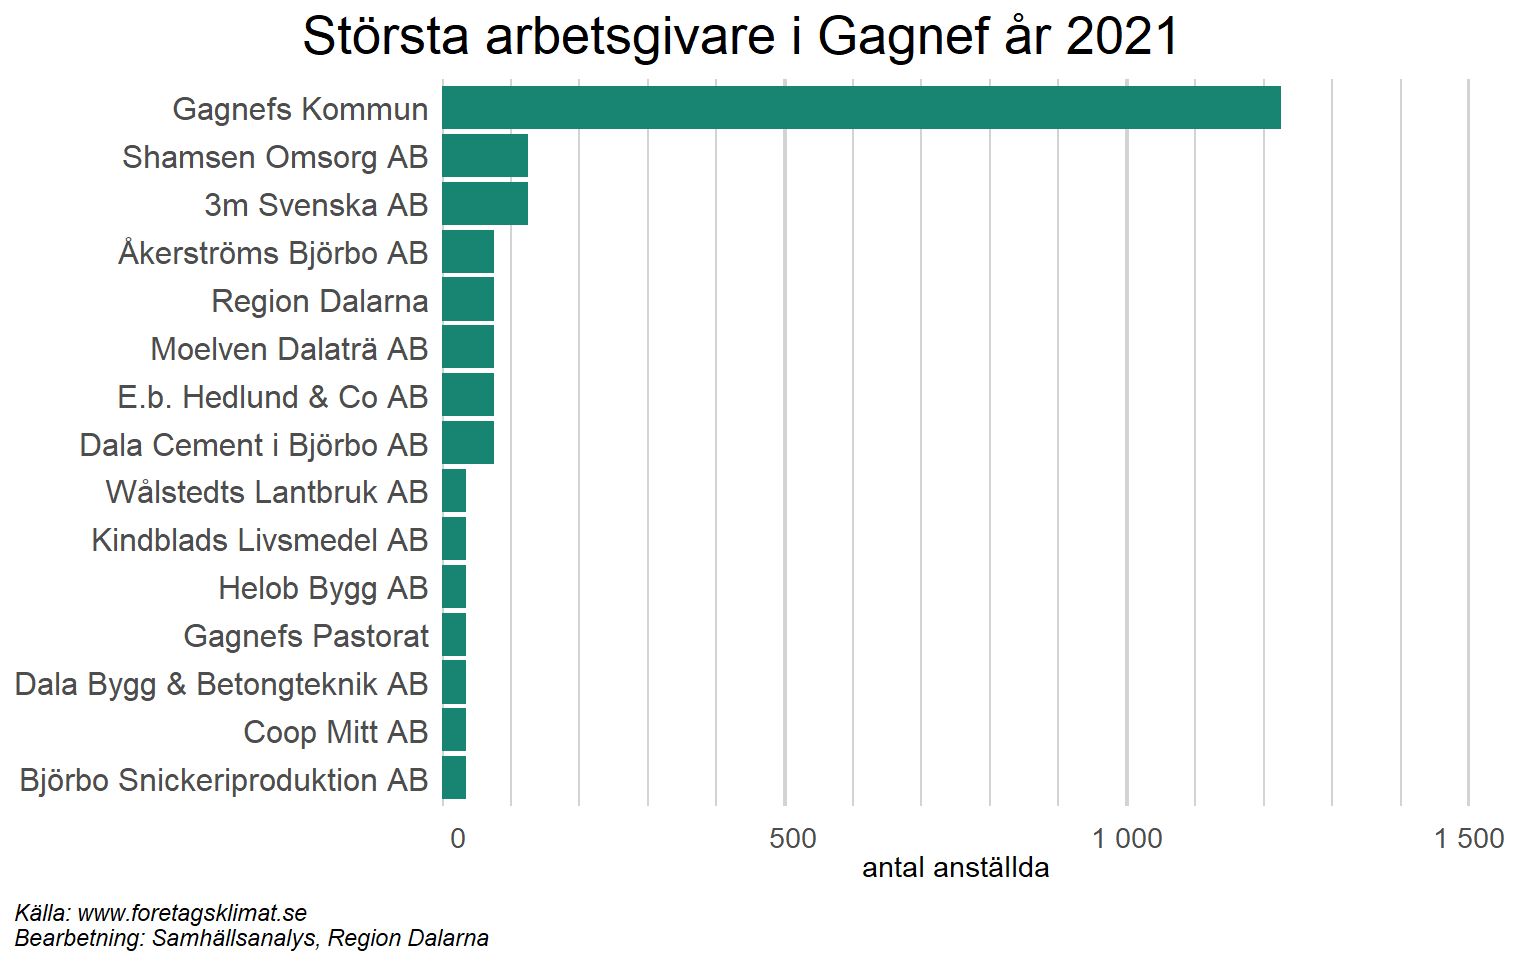 Största arbetsgivare i Gagnef år 2021
Gagnefs Kommun
Shamsen Omsorg AB
3m Svenska AB
Åkerströms Björbo AB
Region Dalarna
Moelven Dalaträ AB
E.b. Hedlund & Co AB
Dala Cement i Björbo AB
Wålstedts Lantbruk AB
Kindblads Livsmedel AB
Helob Bygg AB
Gagnefs Pastorat
Dala Bygg & Betongteknik AB
Coop Mitt AB
Björbo Snickeriproduktion AB
0 500 1 000 1 500
antal anställda
Källa: www.foretagsklimat.se
Bearbetning: Samhällsanalys, Region Dalarna